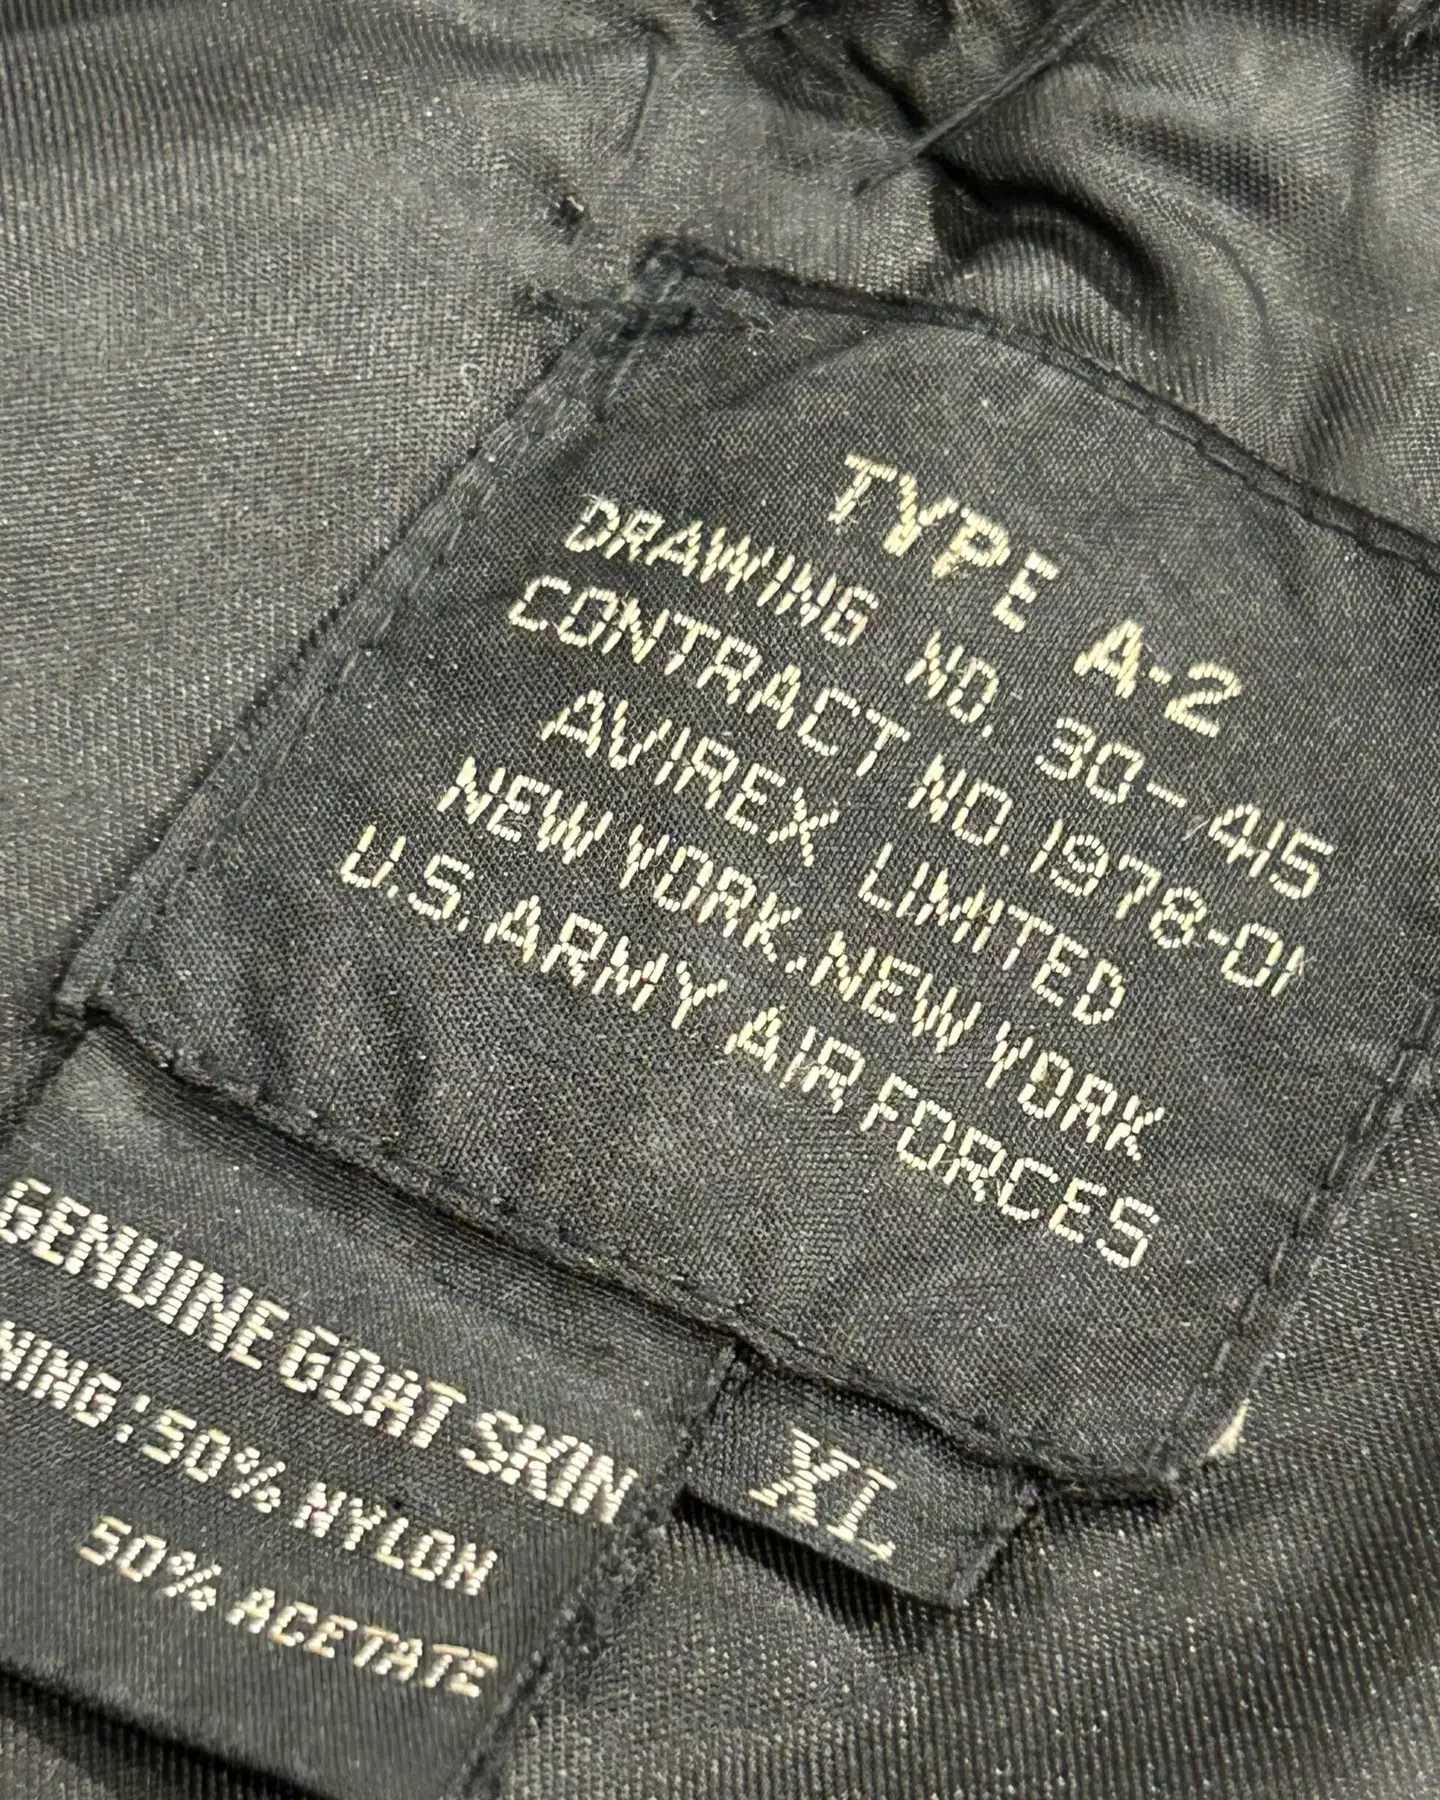 TYPE A-2
DRAWING NO. 30-415
CONTRACT NO. 1978-01
AVIREX LIMITED
NEW YORK, NEW YORK
U.S. ARMY AIR FORCES
GENUINE GOAT SKIN
NING: 50% NYLON
50% ACETATE
XL